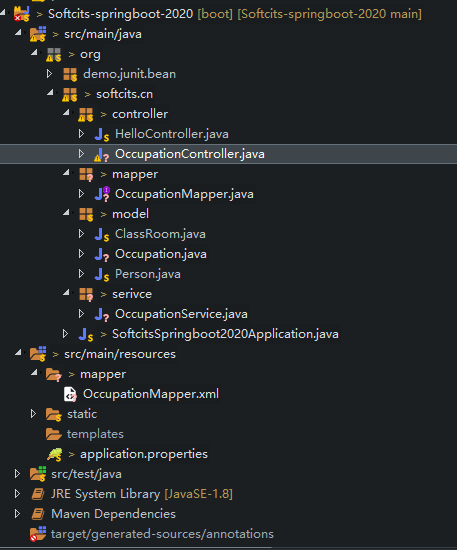 > Softcits-springboot-2020 [boot] [Softcits-springboot-2020 main]
> src/main/java
> org
demo.junit.bean
> softcits.cn
> controller
HelloController.java
OccupationController.java
> mapper
OccupationMapper.java
> model
ClassRoom.java
Occupation.java
Person.java
> serivce
OccupationService.java
> SoftcitsSpringboot2020Application.java
> src/main/resources
> mapper
OccupationMapper.xml
static
templates
> application.properties
src/test/java
JRE System Library [JavaSE-1.8]
Maven Dependencies
target/generated-sources/annotations